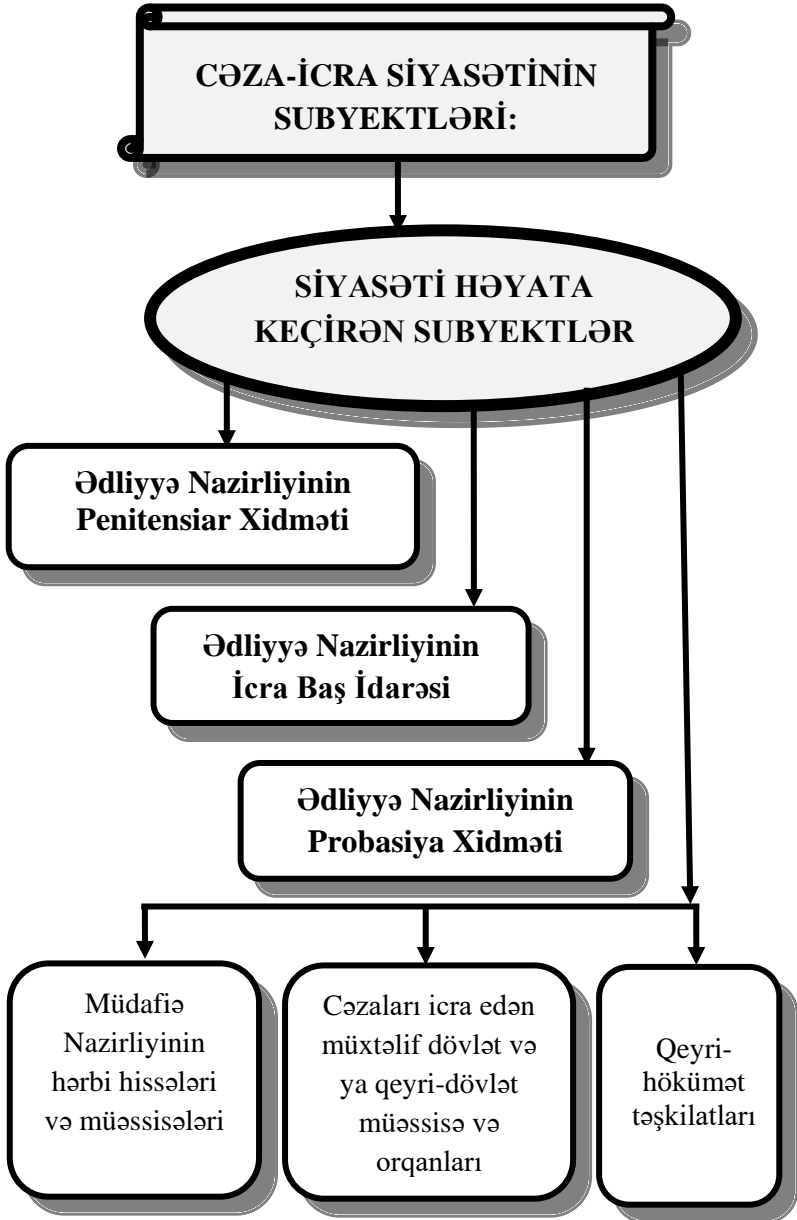 CƏZA-İCRA SİYASƏTİNİN
SUBYEKTLƏRİ:
SİYASƏTİ HƏYATA
KEÇİRƏN SUBYEKTLƏR
Ədliyyə Nazirliyinin
Penitensiar Xidməti
Ədliyyə Nazirliyinin
İcra Baş İdarəsi
Ədliyyə Nazirliyinin
Probasiya Xidməti
Müdafiə
Nazirliyinin
hərbi hissələri
və müəssisələri
Cəzaları icra edən
müxtəlif dövlət və
ya qeyri-dövlət
müəssisə və
orqanları
Qeyri-
hökümət
təşkilatları